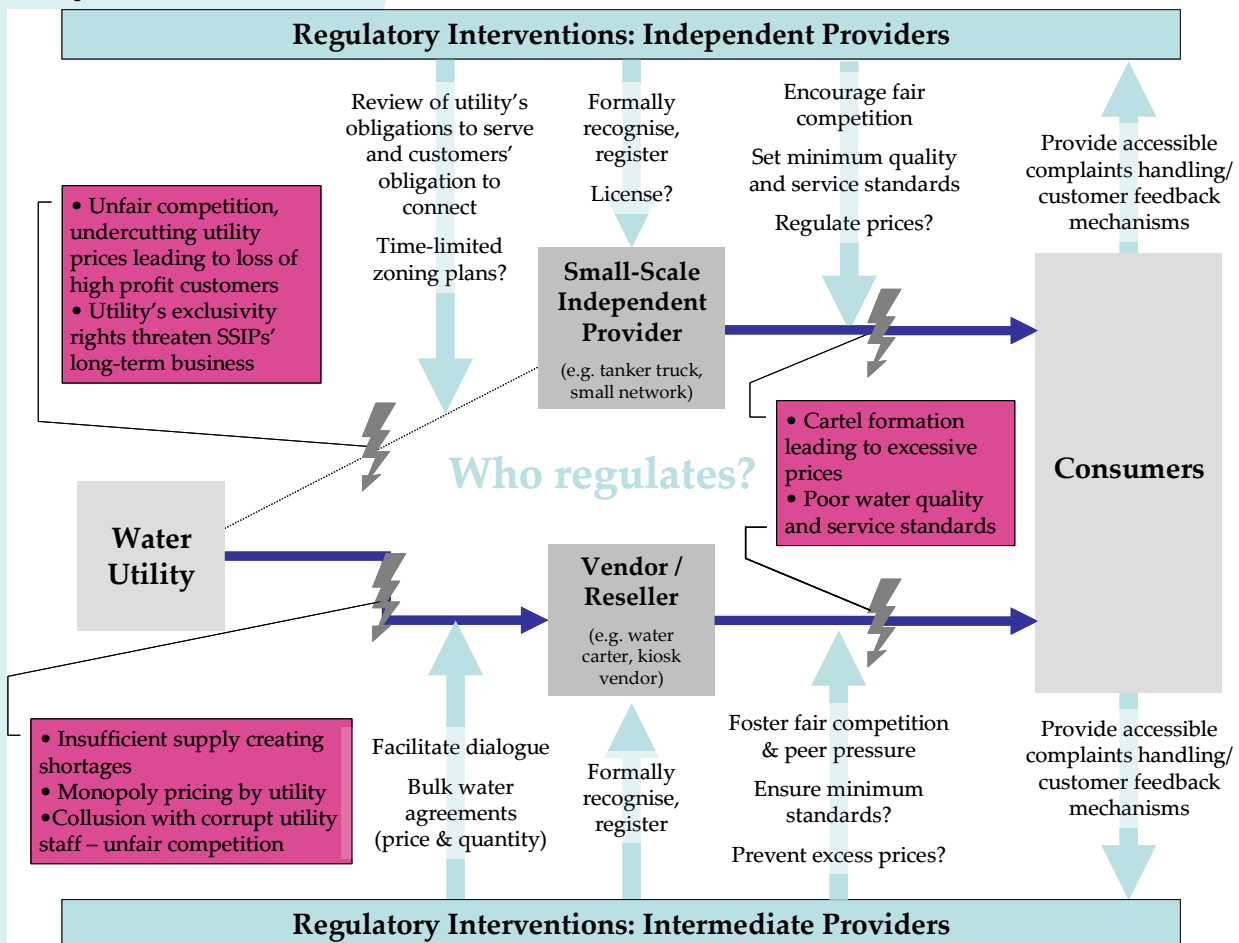 Regulatory Interventions: Independent Providers
Review of utility’s
obligations to serve
and customers’
obligation to
connect
Time-limited
zoning plans?
Formally
recognise,
register
License?
Encourage fair
competition
Set minimum quality
and service standards
Regulate prices?
Provide accessible
complaints handling/
customer feedback
mechanisms
• Unfair competition,
undercutting utility
prices leading to loss of
high profit customers
• Utility’s exclusivity
rights threaten SSIPs’
long-term business
Small-Scale
Independent
Provider
(e.g. tanker truck,
small network)
• Cartel formation
leading to excessive
prices
• Poor water quality
and service standards
Consumers
Who regulates?
Water
Utility
Vendor /
Reseller
(e.g. water
carter, kiosk
vendor)
• Insufficient supply creating
shortages
• Monopoly pricing by utility
•Collusion with corrupt utility
staff – unfair competition
Facilitate dialogue
Bulk water
agreements
(price & quantity)
Formally
recognise,
register
Foster fair competition
& peer pressure
Ensure minimum
standards?
Prevent excess prices?
Provide accessible
complaints handling/
customer feedback
mechanisms
Regulatory Interventions: Intermediate Providers